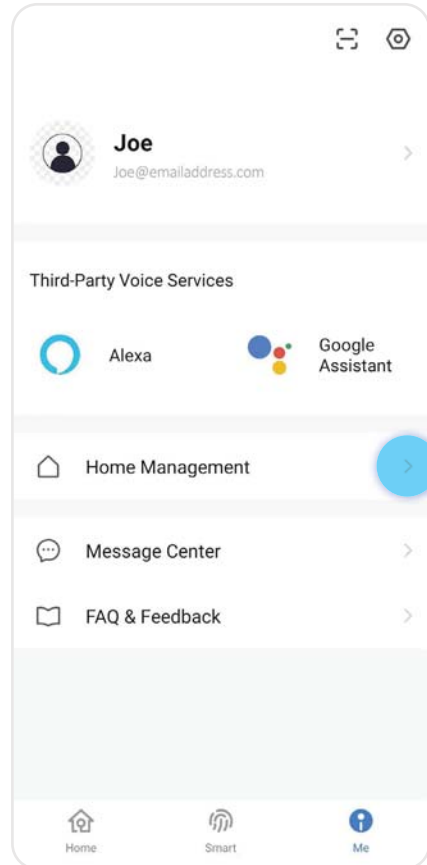 Joe
Joe@emailaddress.com
Third-Party Voice Services
Alexa
Google
Assistant
Home Management
Message Center
FAQ & Feedback
Home
Smart
Me